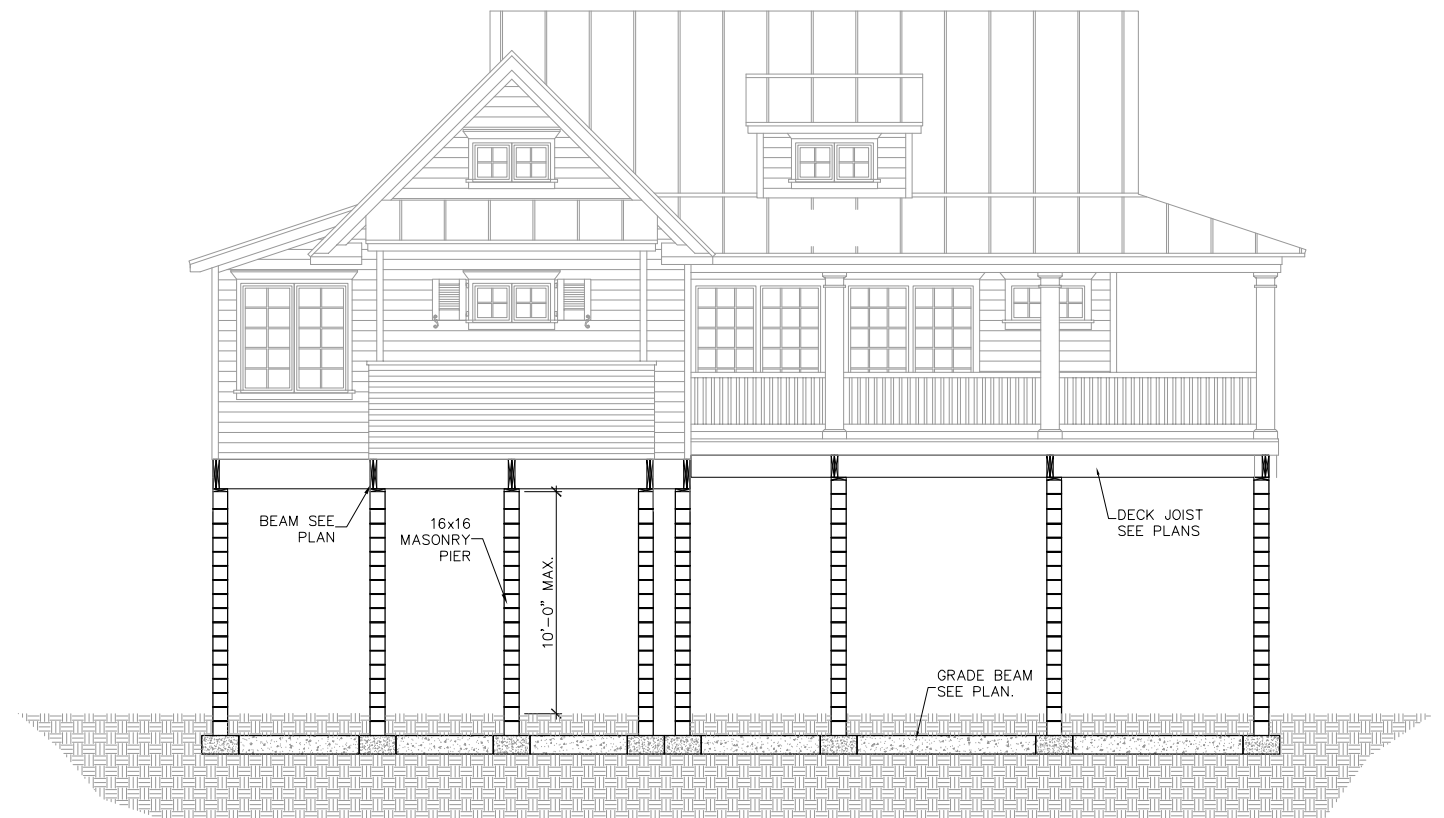 BEAM SEE
PLAN
16x16
MASONRY
PIER
10'-0" MAX.
DECK JOIST
SEE PLANS
GRADE BEAM
SEE PLAN.